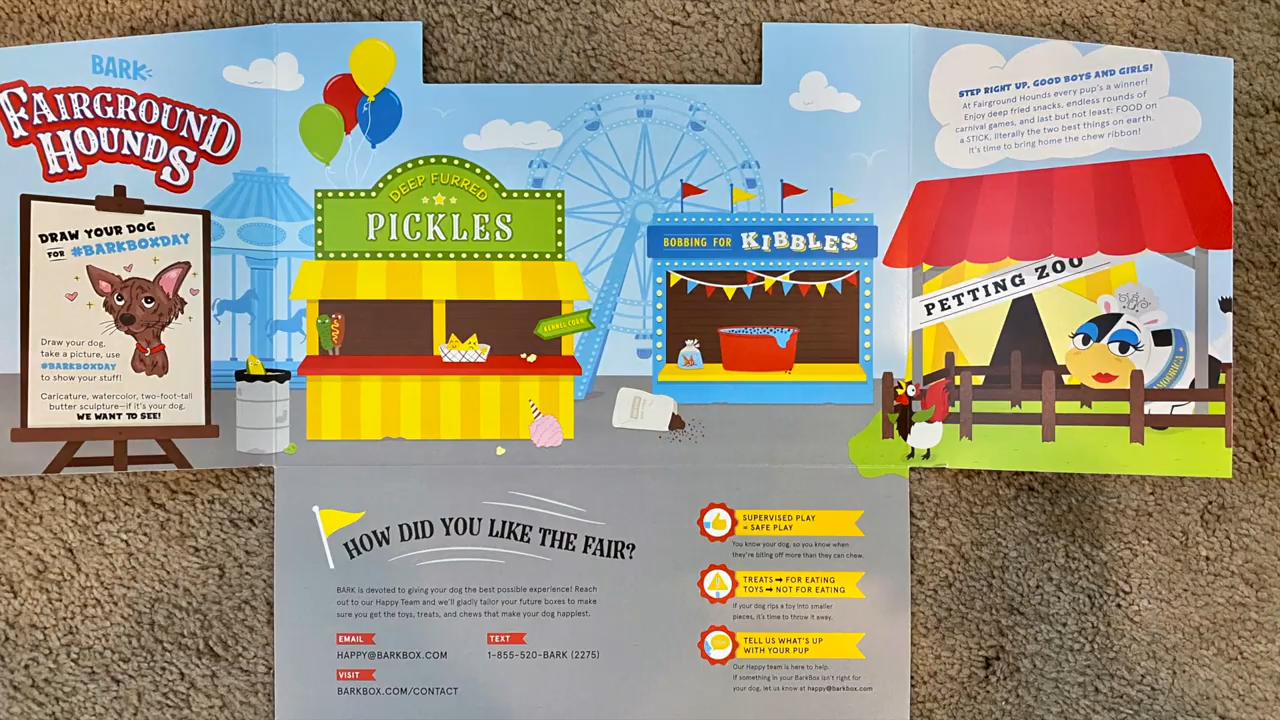 BARK
FAIRGROUND
HOUNDS
DRAW YOUR DOG
FOR #BARKBOXDAY
Draw your dog,
take a picture, use
#BARKBOXDAY
to show your stuff!
Caricature, watercolor, two-foot-tall
butter sculpture—if it's your dog,
WE WANT TO SEE!
DEEP FURRED
PICKLES
KENNEL CORN
BOBBING FOR KIBBLES
STEP RIGHT UP, GOOD BOYS AND GIRLS!
At Fairground Hounds every pup's a winner!
Enjoy deep fried snacks, endless rounds of
carnival games, and last but not least: FOOD on
a STICK, literally the two best things on earth.
It's time to bring home the chew ribbon!
PETTING ZOO
HOW DID YOU LIKE THE FAIR?
BARK is devoted to giving your dog the best possible experience! Reach
out to our Happy Team and we'll gladly tailor your future boxes to make
sure you get the toys, treats, and chews that make your dog happiest.
EMAIL
HAPPY@BARKBOX.COM
TEXT
1-855-520-BARK (2275)
VISIT
BARKBOX.COM/CONTACT
SUPERVISED PLAY
= SAFE PLAY
You know your dog, so you know when
they're biting off more than they can chew.
TREATS ➡ FOR EATING
TOYS ➡ NOT FOR EATING
If your dog rips a toy into smaller
pieces, it's time to throw it away.
TELL US WHAT'S UP
WITH YOUR PUP
Our Happy team is here to help.
If something in your BarkBox isn't right for
your dog, let us know at happy@barkbox.com